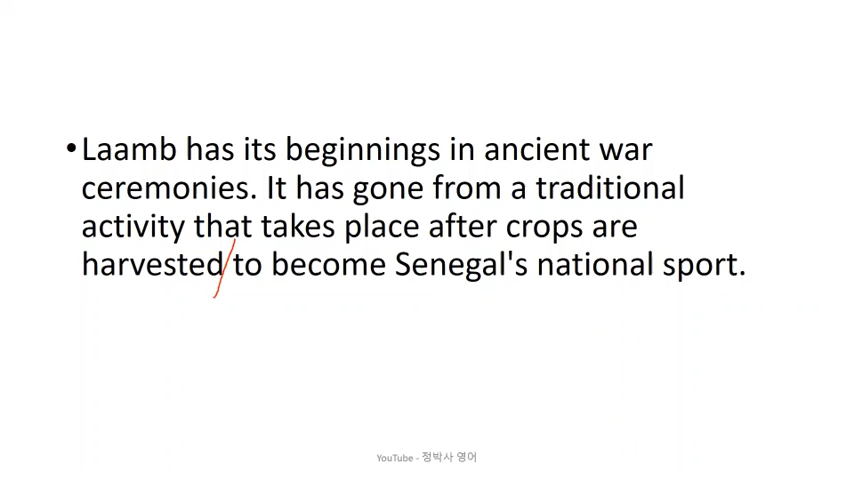 •Laamb has its beginnings in ancient war
ceremonies. It has gone from a traditional
activity that takes place after crops are
harvested to become Senegal's national sport.
YouTube - 정박사 영어